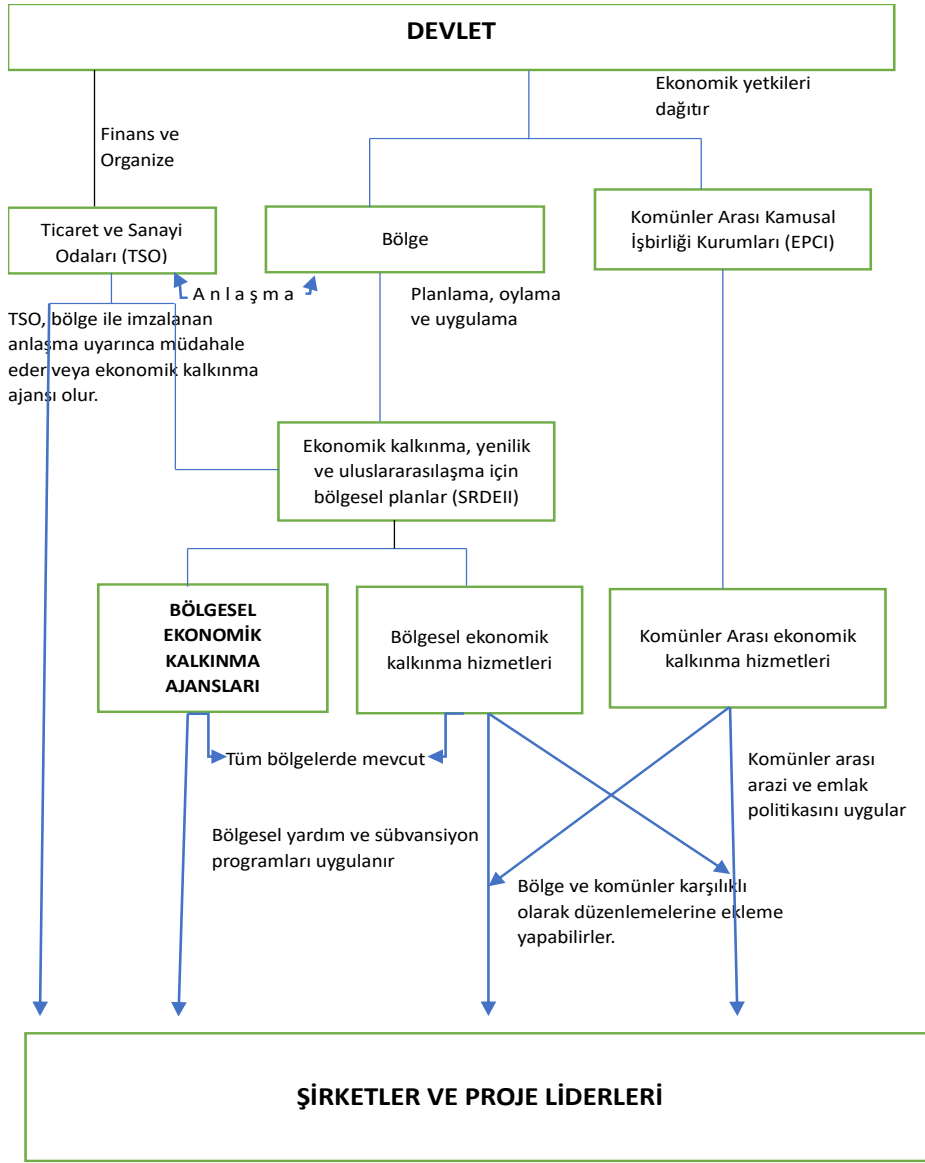 DEVLET
Ekonomik yetkileri
dağıtır
Finans ve
Organize
Ticaret ve Sanayi
Odaları (TSO)
Bölge
Komünler Arası Kamusal
İşbirliği Kurumları (EPCI)
Anlaşma
Planlama, oylama
ve uygulama
TSO, bölge ile imzalanan
anlaşma uyarınca müdahale
eder veya ekonomik kalkınma
ajansı olur.
Ekonomik kalkınma, yenilik
ve uluslararasılaşma için
bölgesel planlar (SRDEII)
BÖLGESEL
EKONOMİK
KALKINMA
AJANSLARI
Bölgesel ekonomik
kalkınma hizmetleri
Komünler Arası ekonomik
kalkınma hizmetleri
Tüm bölgelerde mevcut
Komünler arası
arazi ve emlak
politikasını uygular
Bölgesel yardım ve sübvansiyon
programları uygulanır
Bölge ve komünler karşılıklı
olarak düzenlemelerine ekleme
yapabilirler.
ŞİRKETLER VE PROJE LİDERLERİ